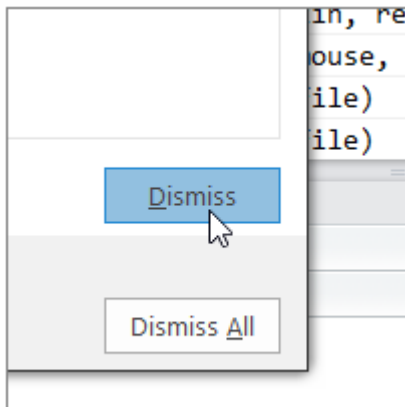 in, re
ouse,
ile)
ile)
Dismiss
Dismiss All